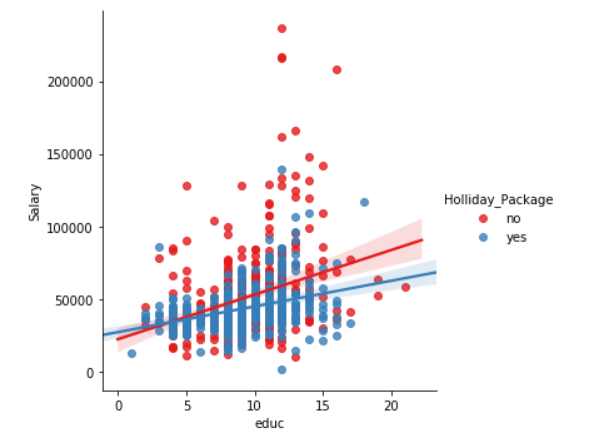 200000
150000
100000
50000
0
Salary
0 5 10 15 20
educ
Holliday_Package
no
yes